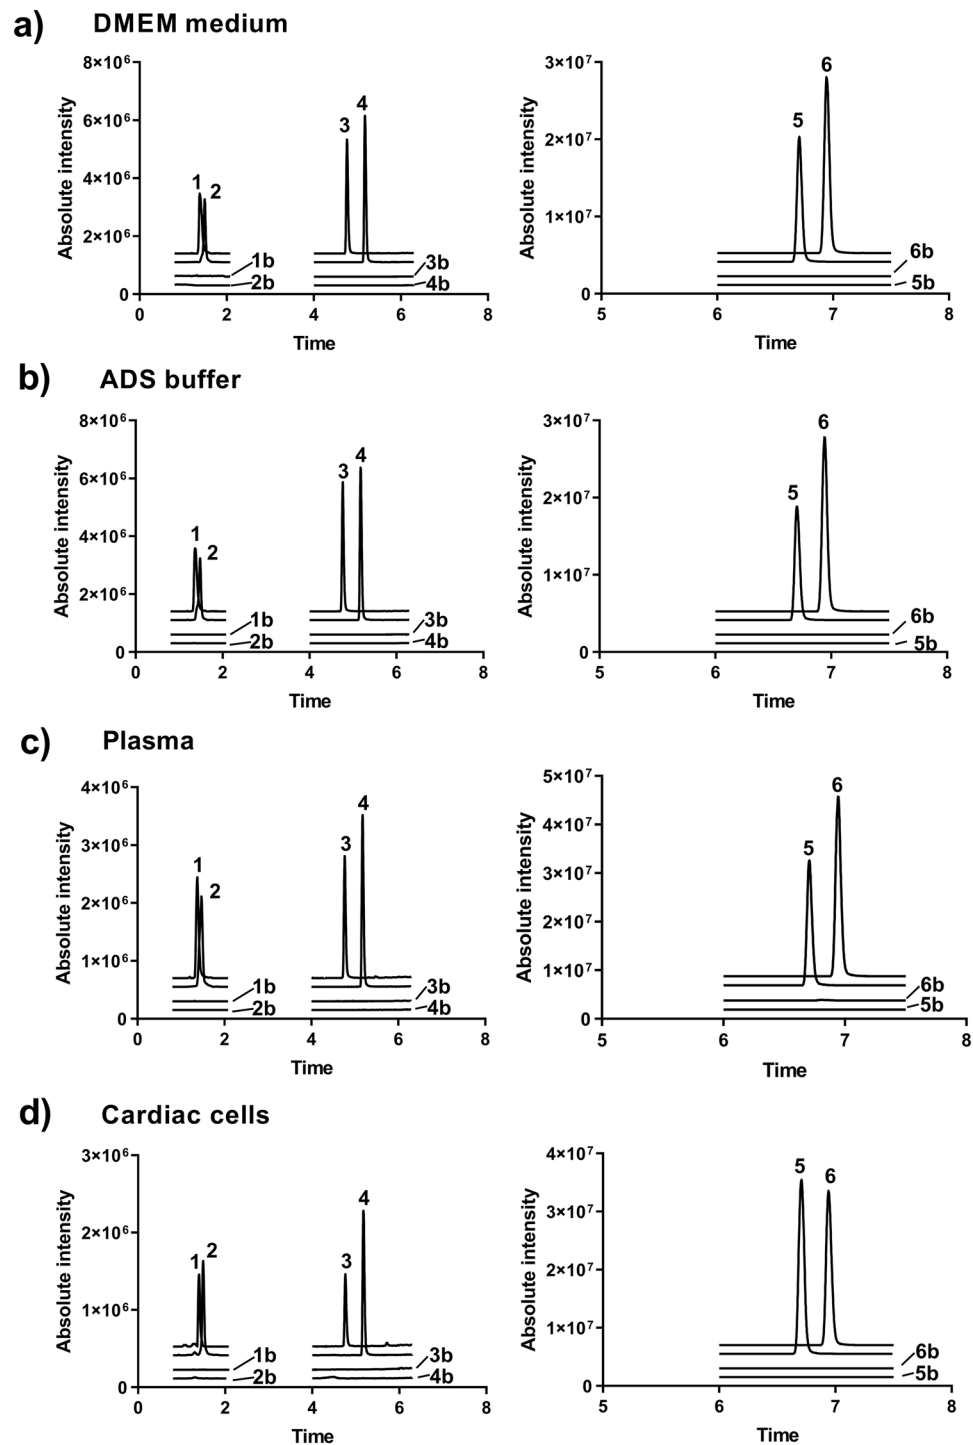 a) DMEM medium
Absolute intensity
8×10⁶
6×10⁶
4×10⁶
2×10⁶
0
1 2 3 4
1b
2b
3b
4b
0 2 4 6 8
Time
Absolute intensity
3×10⁷
2×10⁷
1×10⁷
0
5 6
6b
5b
5 6 7 8
Time
b) ADS buffer
Absolute intensity
8×10⁶
6×10⁶
4×10⁶
2×10⁶
0
1 2 3 4
1b
2b
3b
4b
0 2 4 6 8
Time
Absolute intensity
3×10⁷
2×10⁷
1×10⁷
0
5 6
6b
5b
5 6 7 8
Time
c) Plasma
Absolute intensity
4×10⁶
3×10⁶
2×10⁶
1×10⁶
0
1 2 3 4
1b
2b
3b
4b
0 2 4 6 8
Time
Absolute intensity
5×10⁷
4×10⁷
3×10⁷
2×10⁷
1×10⁷
0
5 6
6b
5b
5 6 7 8
Time
d) Cardiac cells
Absolute intensity
3×10⁶
2×10⁶
1×10⁶
0
1 2 3 4
1b
2b
3b
4b
0 2 4 6 8
Time
Absolute intensity
4×10⁷
3×10⁷
2×10⁷
1×10⁷
0
5 6
6b
5b
5 6 7 8
Time